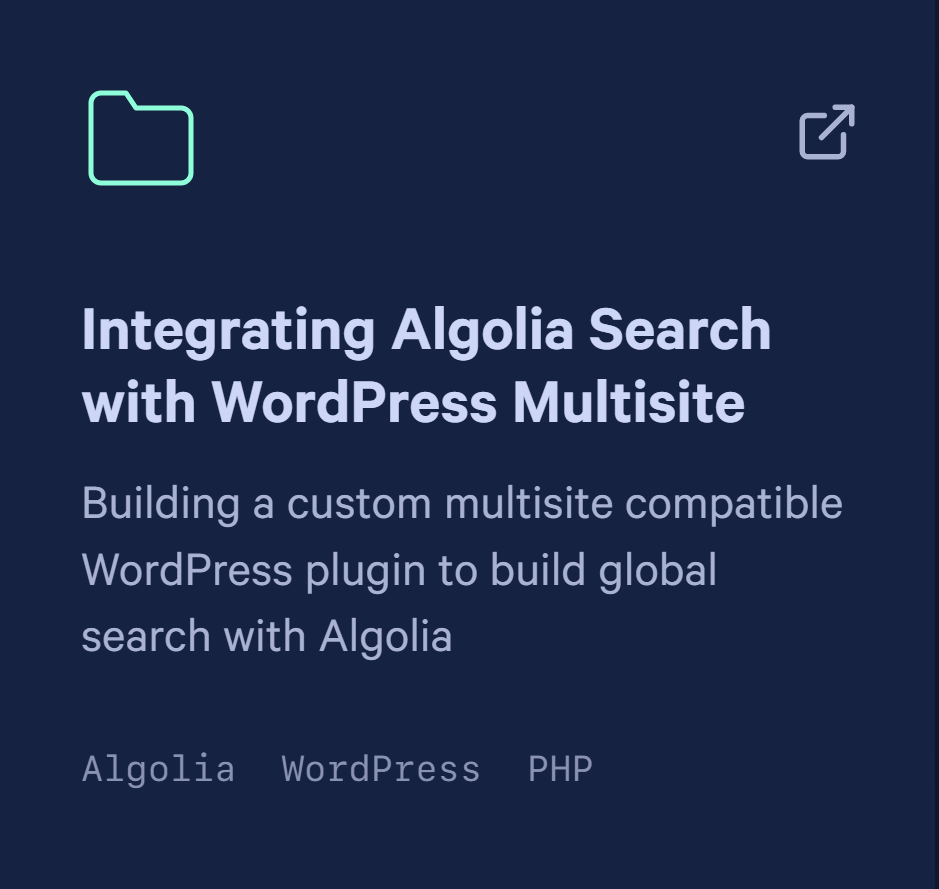 Integrating Algolia Search
with WordPress Multisite
Building a custom multisite compatible
WordPress plugin to build global
search with Algolia
Algolia WordPress PHP